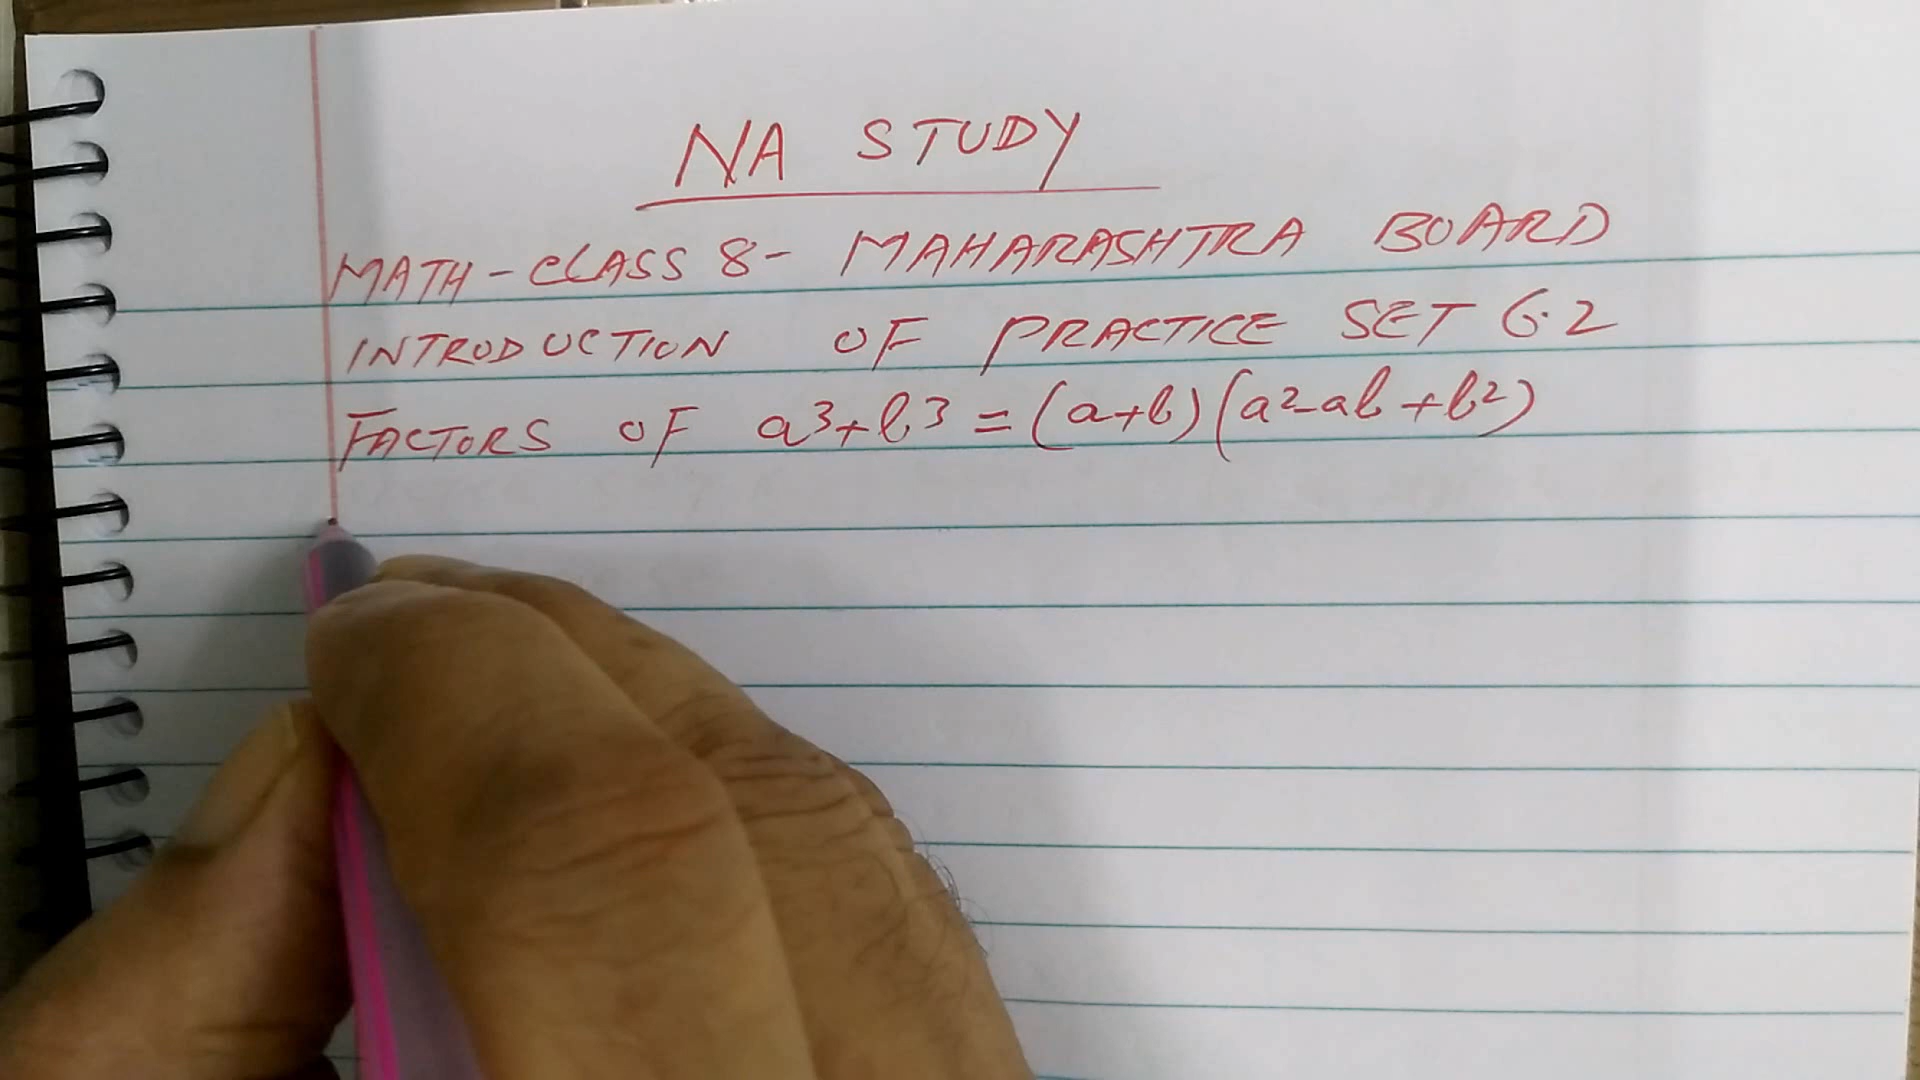 NA STUDY
MATH - CLASS 8 - MAHARASHTRA BOARD
INTRODUCTION OF PRACTICE SET 6.2
FACTORS OF a³+b³ = (a+b)(a²-ab+b²)